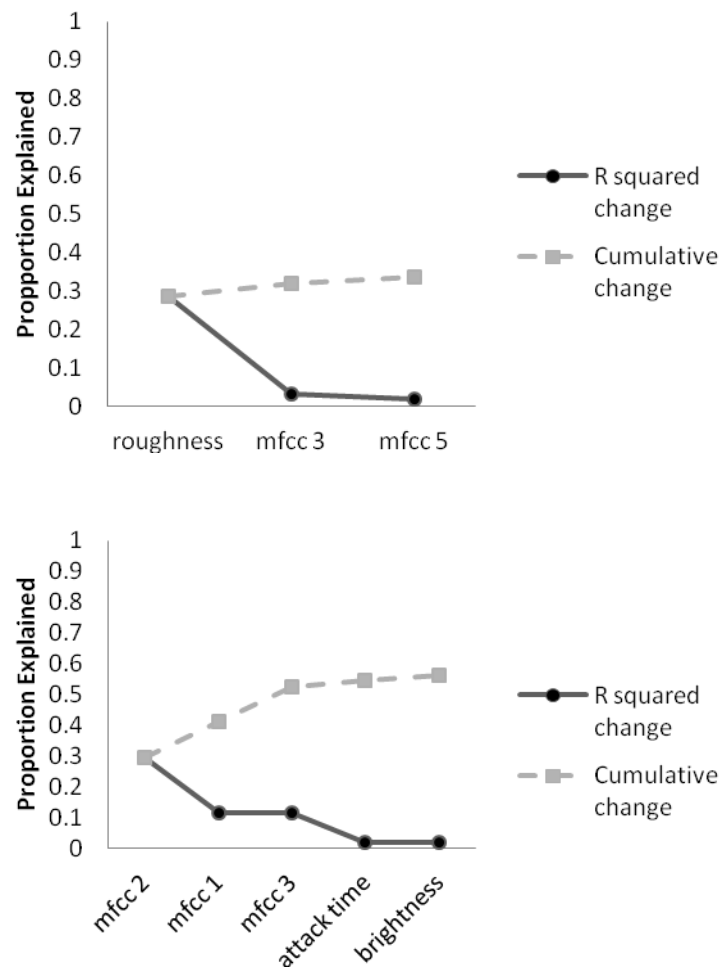 Propportion Explained
1
0.9
0.8
0.7
0.6
0.5
0.4
0.3
0.2
0.1
0
roughness
mfcc 3
mfcc 5
R squared
change
Cumulative
change
Proportion Explained
1
0.9
0.8
0.7
0.6
0.5
0.4
0.3
0.2
0.1
0
mfcc 2
mfcc 1
mfcc 3
attack time
brightness
R squared
change
Cumulative
change